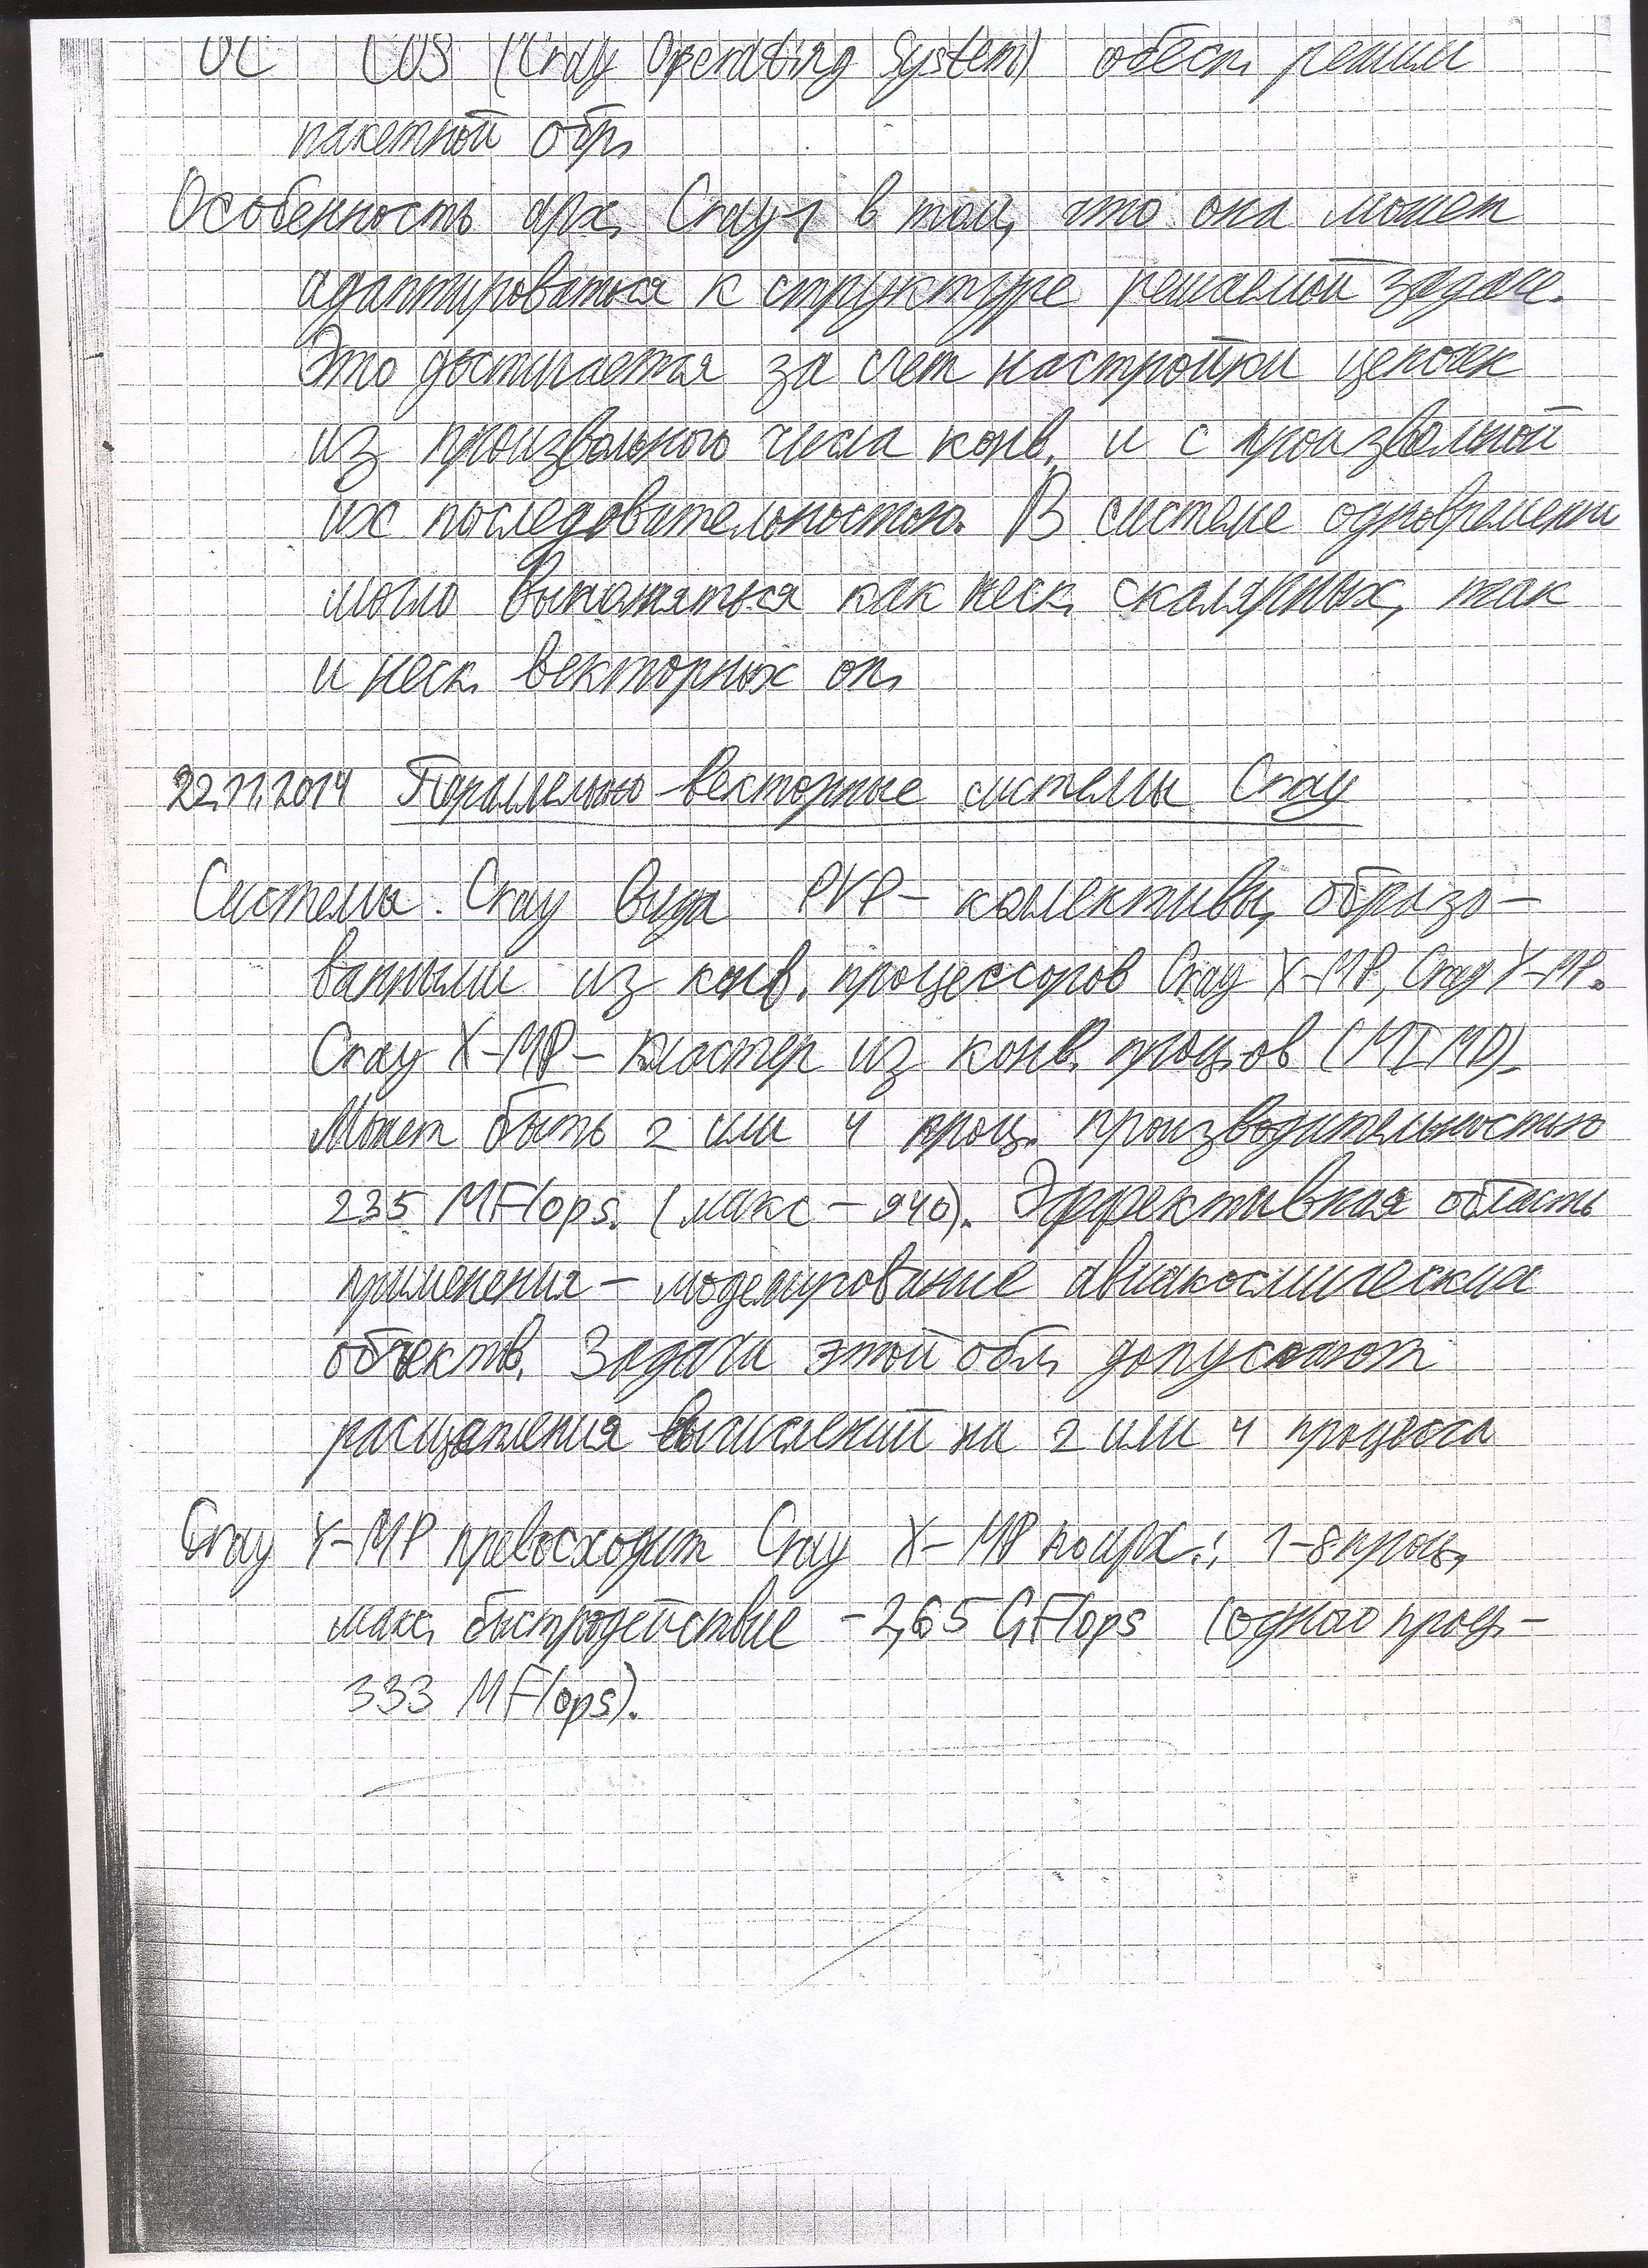 ОС COS (Cray Operating System) обесп. режим
пакетной обр.
Особенность арх. Cray 1 в том, что она может
адаптироваться к структуре решаемой задаче.
Это достигается за счет настройки цепочек
из произвольного числа конв. и с произвольной
их последовательностью. В системе одновременно
могло выполняться как неск. скалярных, так
и неск. векторных оп.
22.11.2014 Параллельно-векторные системы Cray
Системы Cray вида PVP – коллективы, образо-
ванными из конв. процессоров Cray X-MP, Cray Y-MP.
Cray X-MP – кластер из конв. проц.ов (MIMD).
Может быть 2 или 4 проц. производительностью
235 MFlops. (макс – 940). Эффективная область
применения – моделирование авиакосмических
объектв. Задачи этой обл. допускают
расщепления вычислений на 2 или 4 процесса
Cray Y-MP превосходит Cray X-MP по арх.: 1-8 проц.,
макс. быстродействие – 2,65 GFlops (одного проц. –
333 MFlops).